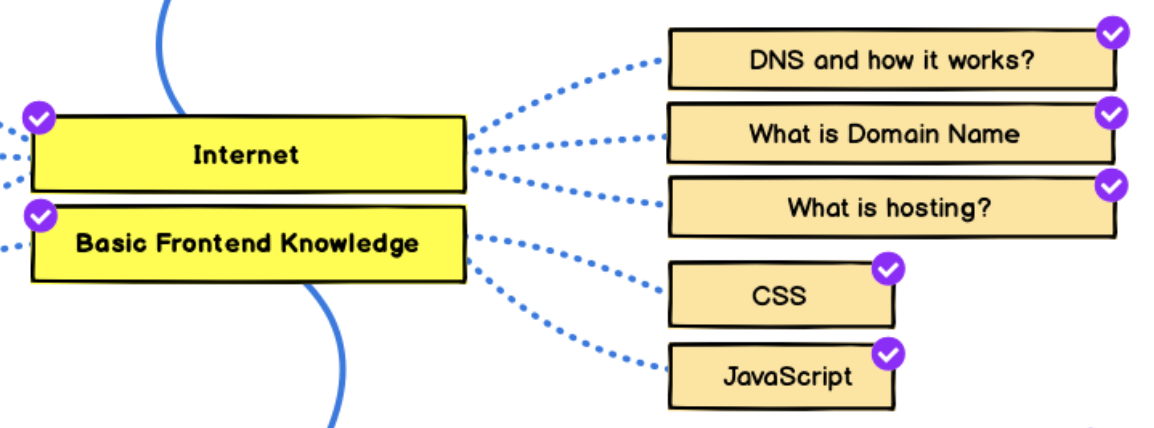 Internet
DNS and how it works?
What is Domain Name
What is hosting?
Basic Frontend Knowledge
CSS
JavaScript